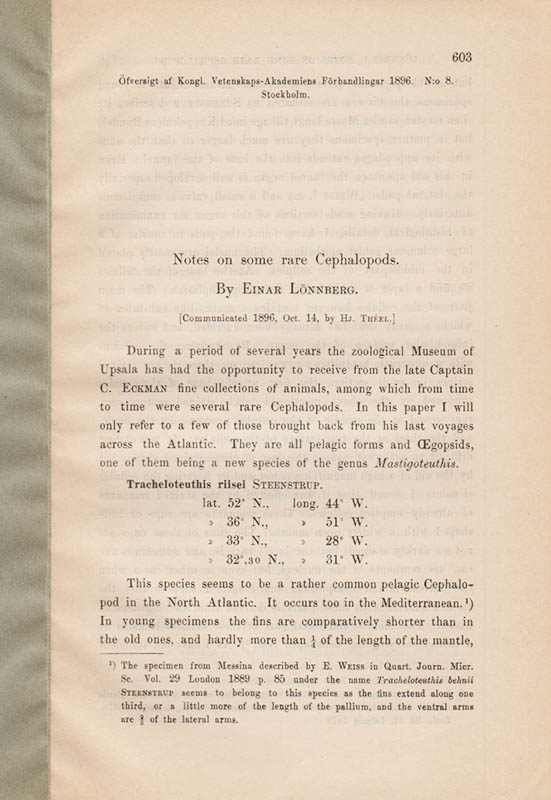 603
Öfversigt af Kongl. Vetenskaps-Akademiens Förhandlingar 1896. N:o 8.
Stockholm.
Notes on some rare Cephalopods.
By EINAR LÖNNBERG.
[Communicated 1896, Oct. 14, by HJ. THÉEL.]
During a period of several years the zoological Museum of
Upsala has had the opportunity to receive from the late Captain
C. ECKMAN fine collections of animals, among which from time
to time were several rare Cephalopods. In this paper I will
only refer to a few of those brought back from his last voyages
across the Atlantic. They are all pelagic forms and Œgopsids,
one of them being a new species of the genus Mastigoteuthis.
Tracheloteuthis riisei STEENSTRUP.
lat. 52° N., long. 44° W.
» 36° N., » 51° W.
» 33° N., » 28° W.
» 32°,30 N., » 31° W.
This species seems to be a rather common pelagic Cephalo-
pod in the North Atlantic. It occurs too in the Mediterranean.¹)
In young specimens the fins are comparatively shorter than in
the old ones, and hardly more than ¼ of the length of the mantle,
¹) The specimen from Messina described by E. WEISS in Quart. Journ. Micr.
Sc. Vol. 29 London 1889 p. 85 under the name Tracheloteuthis behnii
STEENSTRUP seems to belong to this species as the fins extend along one
third, or a little more of the length of the pallium, and the ventral arms
are of the lateral arms.